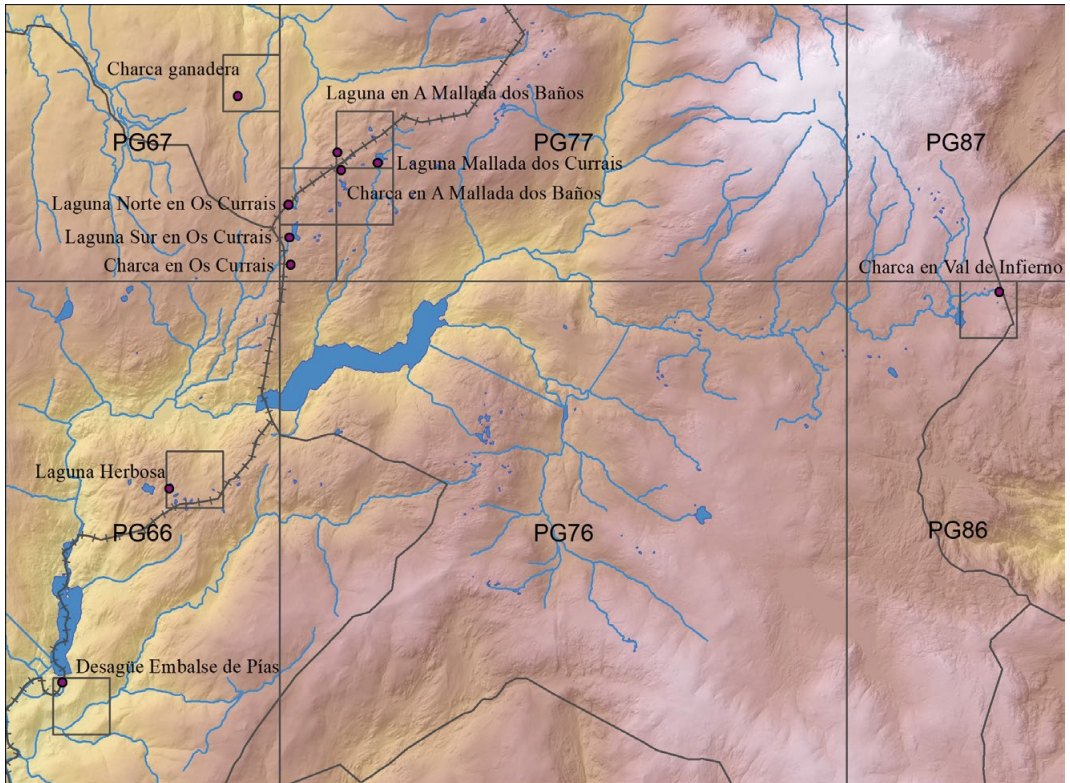 Charca ganadera
Laguna en A Mallada dos Baños
PG67
PG77
PG87
Laguna Mallada dos Currais
Charca en A Mallada dos Baños
Laguna Norte en Os Currais
Laguna Sur en Os Currais
Charca en Os Currais
Charca en Val de Infierno
Laguna Herbosa
PG66
PG76
PG86
Desagüe Embalse de Pías